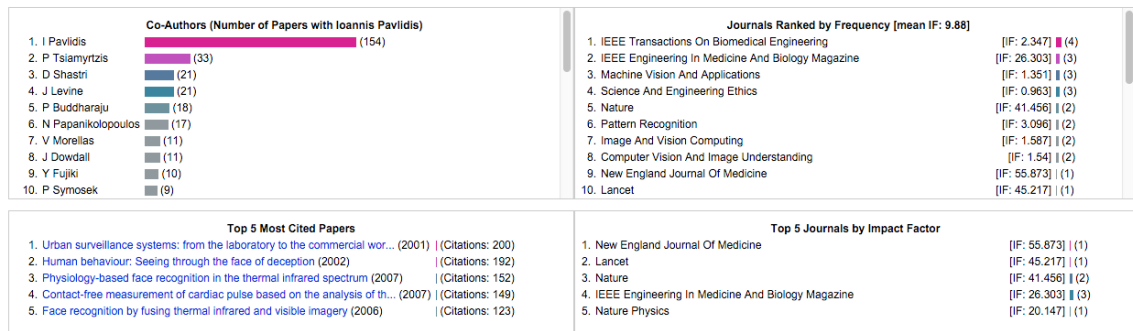 Co-Authors (Number of Papers with Ioannis Pavlidis)
1. I Pavlidis (154)
2. P Tsiamyrtzis (33)
3. D Shastri (21)
4. J Levine (21)
5. P Buddharaju (18)
6. N Papanikolopoulos (17)
7. V Morellas (11)
8. J Dowdall (11)
9. Y Fujiki (10)
10. P Symosek (9)
Journals Ranked by Frequency [mean IF: 9.88]
1. IEEE Transactions On Biomedical Engineering [IF: 2.347] (4)
2. IEEE Engineering In Medicine And Biology Magazine [IF: 26.303] (3)
3. Machine Vision And Applications [IF: 1.351] (3)
4. Science And Engineering Ethics [IF: 0.963] (3)
5. Nature [IF: 41.456] (2)
6. Pattern Recognition [IF: 3.096] (2)
7. Image And Vision Computing [IF: 1.587] (2)
8. Computer Vision And Image Understanding [IF: 1.54] (2)
9. New England Journal Of Medicine [IF: 55.873] (1)
10. Lancet [IF: 45.217] (1)
Top 5 Most Cited Papers
1. Urban surveillance systems: from the laboratory to the commercial wor... (2001) (Citations: 200)
2. Human behaviour: Seeing through the face of deception (2002) (Citations: 192)
3. Physiology-based face recognition in the thermal infrared spectrum (2007) (Citations: 152)
4. Contact-free measurement of cardiac pulse based on the analysis of th... (2007) (Citations: 149)
5. Face recognition by fusing thermal infrared and visible imagery (2006) (Citations: 123)
Top 5 Journals by Impact Factor
1. New England Journal Of Medicine [IF: 55.873] (1)
2. Lancet [IF: 45.217] (1)
3. Nature [IF: 41.456] (2)
4. IEEE Engineering In Medicine And Biology Magazine [IF: 26.303] (3)
5. Nature Physics [IF: 20.147] (1)